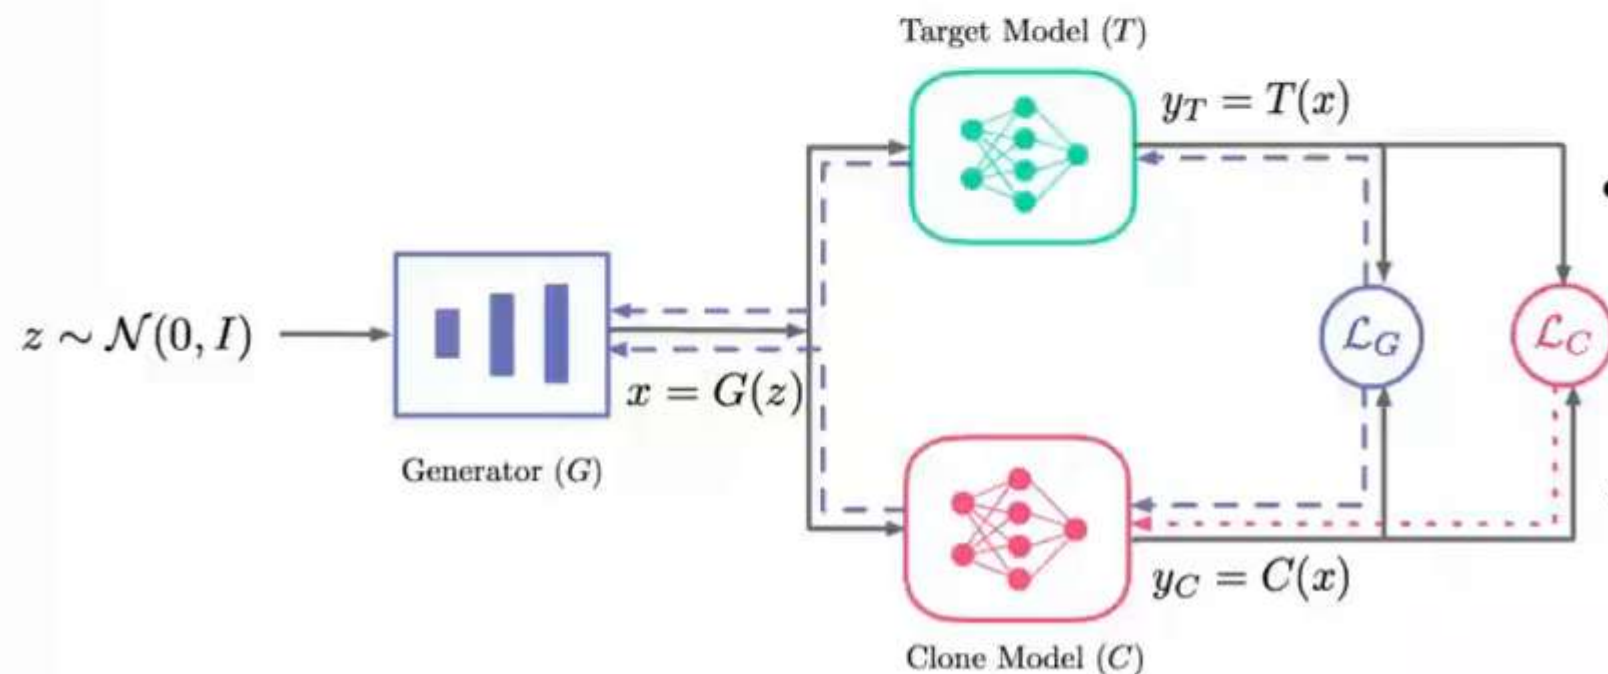 Target Model (T)
y_T = T(x)
z ∼ 𝒩(0, I)
x = G(z)
ℒ_G
ℒ_C
Generator (G)
y_C = C(x)
Clone Model (C)